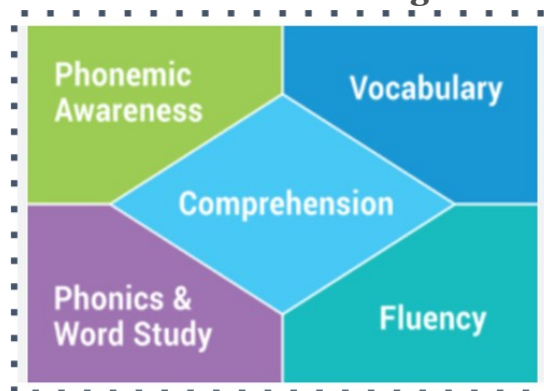 Phonemic
Awareness
Vocabulary
Comprehension
Phonics &
Word Study
Fluency